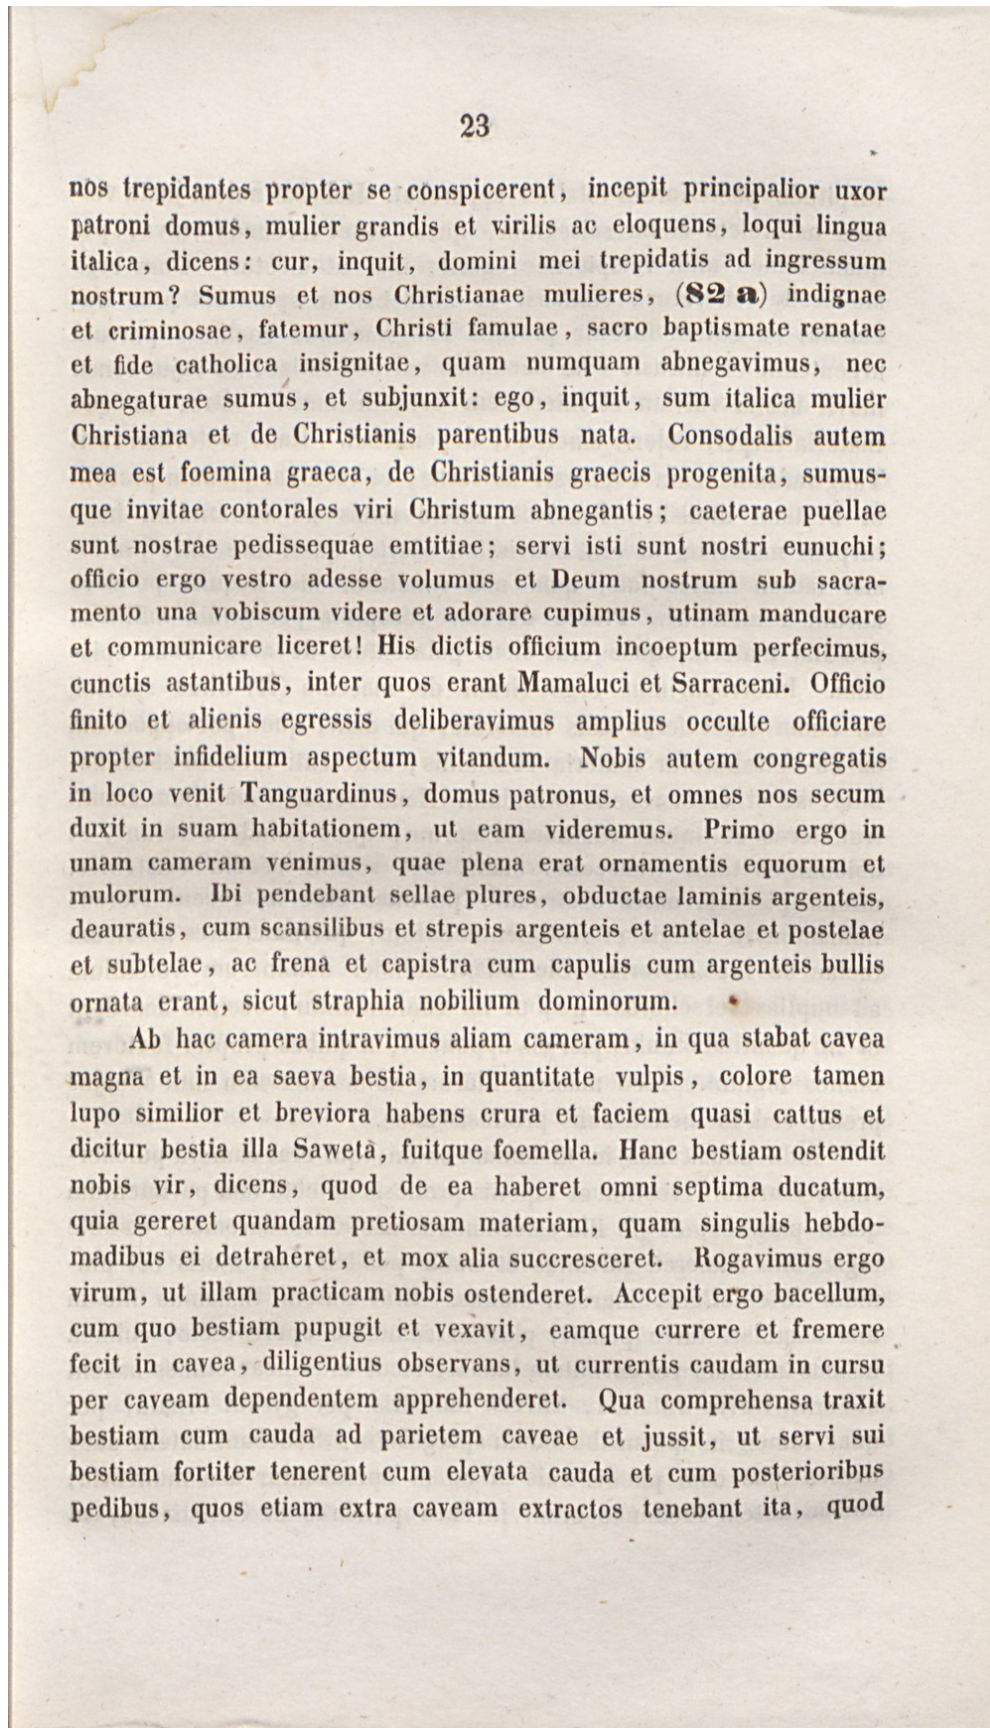 23
nos trepidantes propter se conspicerent, incepit principalior uxor
patroni domus, mulier grandis et virilis ac eloquens, loqui lingua
italica, dicens: cur, inquit, domini mei trepidatis ad ingressum
nostrum? Sumus et nos Christianae mulieres, (82 a) indignae
et criminosae, fatemur, Christi famulae, sacro baptismate renatae
et fide catholica insignitae, quam numquam abnegavimus, nec
abnegaturae sumus, et subjunxit: ego, inquit, sum italica mulier
Christiana et de Christianis parentibus nata. Consodalis autem
mea est foemina graeca, de Christianis graecis progenita, sumus-
que invitae contorales viri Christum abnegantis; caeterae puellae
sunt nostrae pedissequae emtitiae; servi isti sunt nostri eunuchi;
officio ergo vestro adesse volumus et Deum nostrum sub sacra-
mento una vobiscum videre et adorare cupimus, utinam manducare
et communicare liceret! His dictis officium incoeptum perfecimus,
cunctis astantibus, inter quos erant Mamaluci et Sarraceni. Officio
finito et alienis egressis deliberavimus amplius occulte officiare
propter infidelium aspectum vitandum. Nobis autem congregatis
in loco venit Tanguardinus, domus patronus, et omnes nos secum
duxit in suam habitationem, ut eam videremus. Primo ergo in
unam cameram venimus, quae plena erat ornamentis equorum et
mulorum. Ibi pendebant sellae plures, obductae laminis argenteis,
deauratis, cum scansilibus et strepis argenteis et antelae et postelae
et subtelae, ac frena et capistra cum capulis cum argenteis bullis
ornata erant, sicut straphia nobilium dominorum.
Ab hac camera intravimus aliam cameram, in qua stabat cavea
magna et in ea saeva bestia, in quantitate vulpis, colore tamen
lupo similior et breviora habens crura et faciem quasi cattus et
dicitur bestia illa Saweta, fuitque foemella. Hanc bestiam ostendit
nobis vir, dicens, quod de ea haberet omni septima ducatum,
quia gereret quandam pretiosam materiam, quam singulis hebdo-
madibus ei detraheret, et mox alia succresceret. Rogavimus ergo
virum, ut illam practicam nobis ostenderet. Accepit ergo bacellum,
cum quo bestiam pupugit et vexavit, eamque currere et fremere
fecit in cavea, diligentius observans, ut currentis caudam in cursu
per caveam dependentem apprehenderet. Qua comprehensa traxit
bestiam cum cauda ad parietem caveae et jussit, ut servi sui
bestiam fortiter tenerent cum elevata cauda et cum posterioribus
pedibus, quos etiam extra caveam extractos tenebant ita, quod